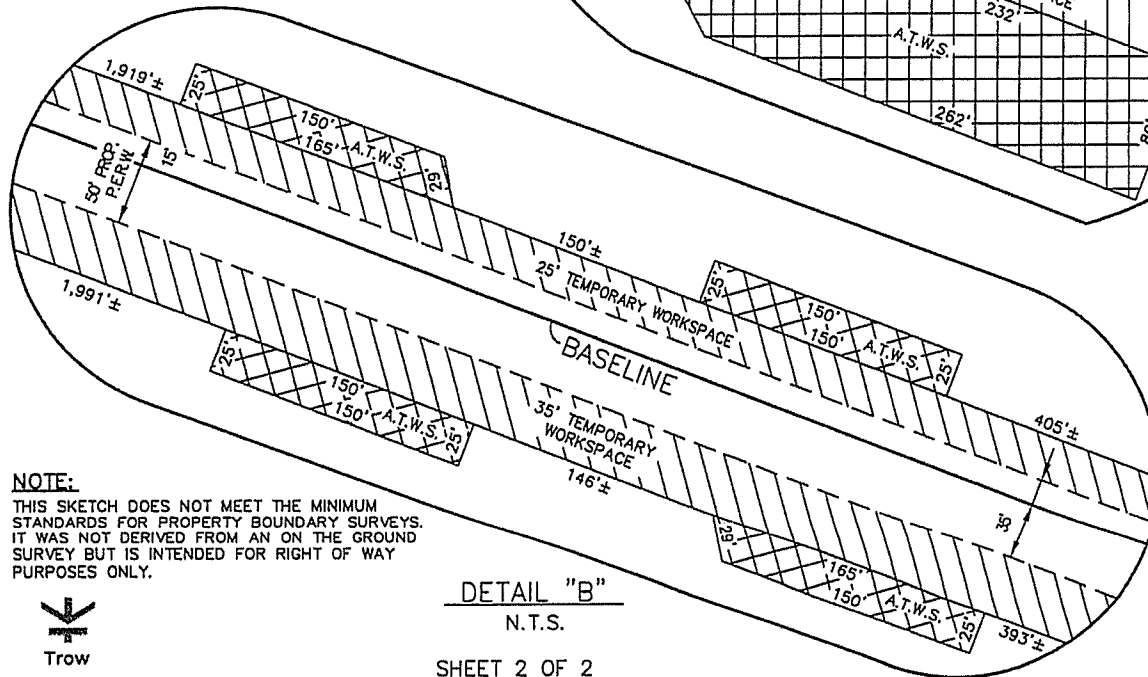 232'
A.T.W.S.
262'
1,919'±
25'
150'
165'
A.T.W.S.
29'
50' PROP.
P.E.R.W.
15'
150'±
25' TEMPORARY WORKSPACE
25'
150'
150'
A.T.W.S.
25'
BASELINE
1,991'±
25'
150'
150'
A.T.W.S.
25'
35' TEMPORARY
WORKSPACE
146'±
405'±
35'
29'
165'
150'
A.T.W.S.
25'
393'±
NOTE:
THIS SKETCH DOES NOT MEET THE MINIMUM
STANDARDS FOR PROPERTY BOUNDARY SURVEYS.
IT WAS NOT DERIVED FROM AN ON THE GROUND
SURVEY BUT IS INTENDED FOR RIGHT OF WAY
PURPOSES ONLY.
Trow
DETAIL "B"
N.T.S.
SHEET 2 OF 2